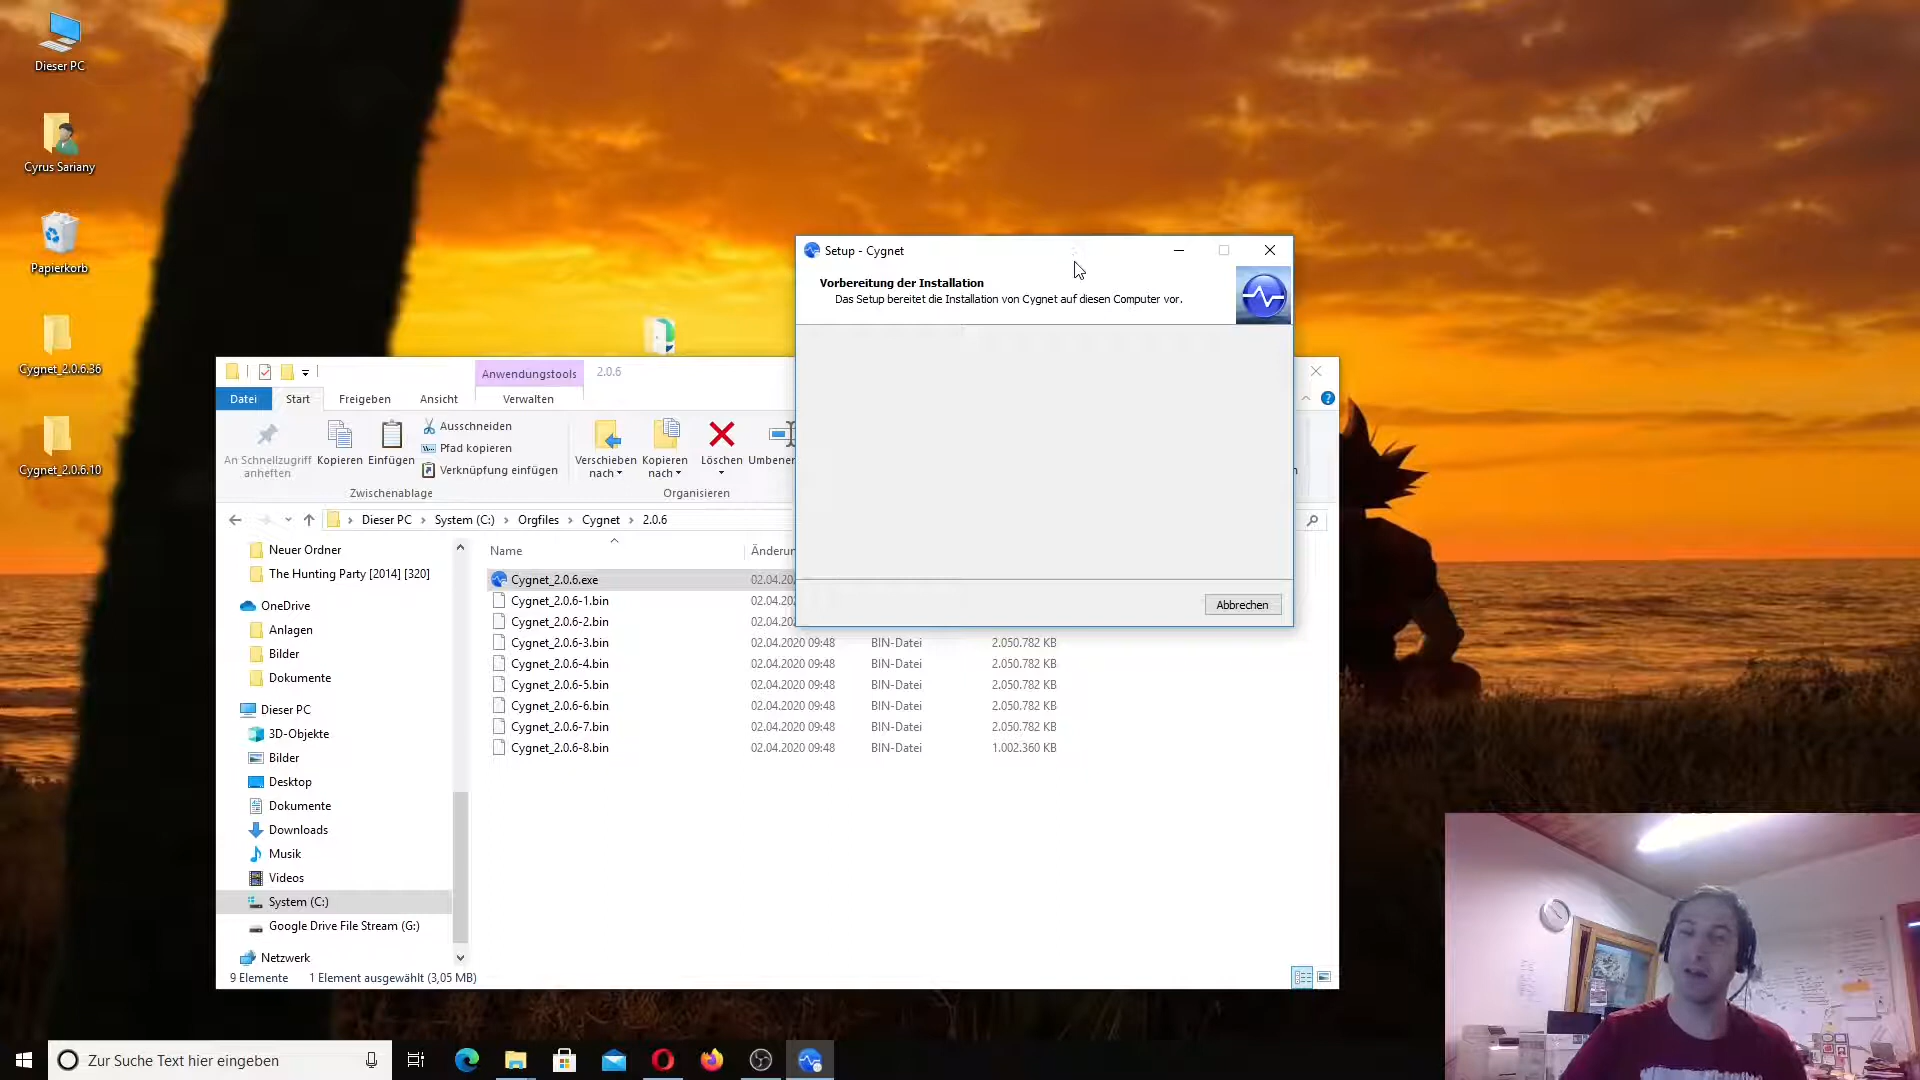 Dieser PC
Cyrus Sariany
Papierkorb
Cygnet_2.0.6.36
Cygnet_2.0.6.10
Setup - Cygnet
Vorbereitung der Installation
Das Setup bereitet die Installation von Cygnet auf diesen Computer vor.
Abbrechen
Anwendungstools
2.0.6
Datei
Start
Freigeben
Ansicht
Verwalten
An Schnellzugriff
anheften
Kopieren
Einfügen
Ausschneiden
Pfad kopieren
Verknüpfung einfügen
Zwischenablage
Verschieben
nach
Kopieren
nach
Löschen
Umbenen
Organisieren
Dieser PC
System (C:)
Orgfiles
Cygnet
2.0.6
Neuer Ordner
The Hunting Party [2014] [320]
OneDrive
Anlagen
Bilder
Dokumente
Dieser PC
3D-Objekte
Bilder
Desktop
Dokumente
Downloads
Musik
Videos
System (C:)
Google Drive File Stream (G:)
Netzwerk
Name Änderun
Cygnet_2.0.6.exe 02.04.20
Cygnet_2.0.6-1.bin 02.04.20
Cygnet_2.0.6-2.bin 02.04.20
Cygnet_2.0.6-3.bin 02.04.2020 09:48 BIN-Datei 2.050.782 KB
Cygnet_2.0.6-4.bin 02.04.2020 09:48 BIN-Datei 2.050.782 KB
Cygnet_2.0.6-5.bin 02.04.2020 09:48 BIN-Datei 2.050.782 KB
Cygnet_2.0.6-6.bin 02.04.2020 09:48 BIN-Datei 2.050.782 KB
Cygnet_2.0.6-7.bin 02.04.2020 09:48 BIN-Datei 2.050.782 KB
Cygnet_2.0.6-8.bin 02.04.2020 09:48 BIN-Datei 1.002.360 KB
9 Elemente 1 Element ausgewählt (3,05 MB)
Zur Suche Text hier eingeben